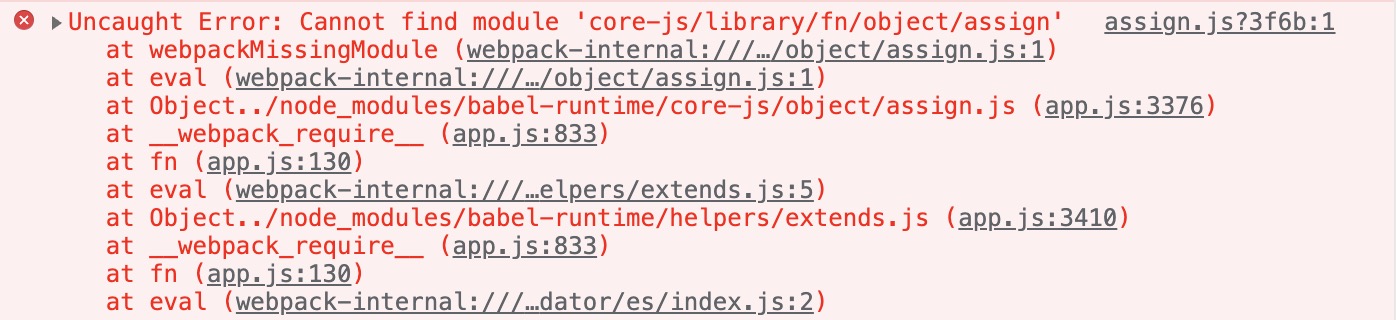 Uncaught Error: Cannot find module 'core-js/library/fn/object/assign' assign.js?3f6b:1
at webpackMissingModule (webpack-internal:///…/object/assign.js:1)
at eval (webpack-internal:///…/object/assign.js:1)
at Object../node_modules/babel-runtime/core-js/object/assign.js (app.js:3376)
at __webpack_require__ (app.js:833)
at fn (app.js:130)
at eval (webpack-internal:///…elpers/extends.js:5)
at Object../node_modules/babel-runtime/helpers/extends.js (app.js:3410)
at __webpack_require__ (app.js:833)
at fn (app.js:130)
at eval (webpack-internal:///…dator/es/index.js:2)